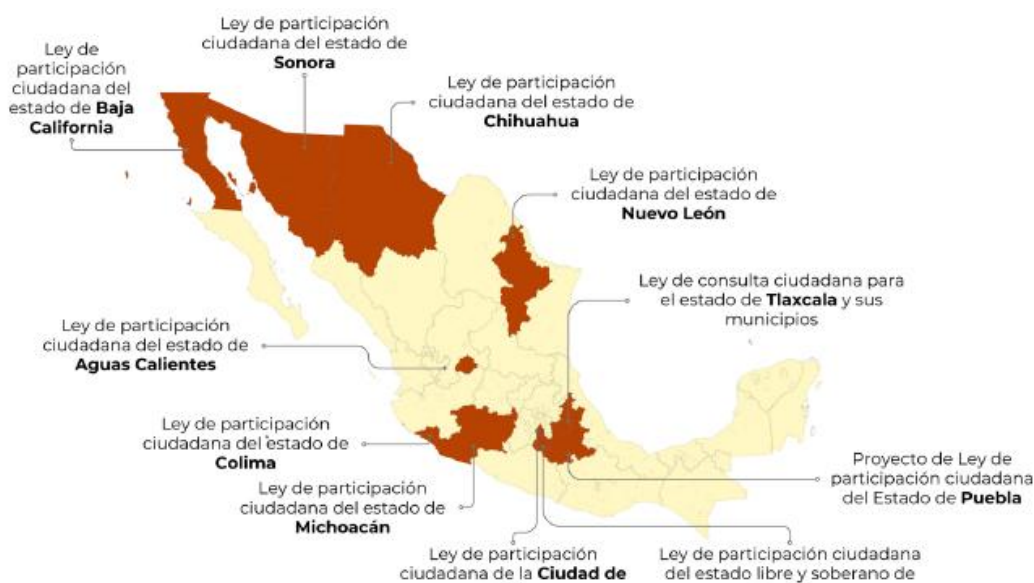 Ley de participación
ciudadana del estado de
Sonora
Ley de
participación
ciudadana del
estado de Baja
California
Ley de participación
ciudadana del estado de
Chihuahua
Ley de participación
ciudadana del estado de
Nuevo León
Ley de consulta ciudadana para
el estado de Tlaxcala y sus
municipios
Ley de participación
ciudadana del estado de
Aguas Calientes
Ley de participación
ciudadana del estado de
Colima
Ley de participación
ciudadana del estado de
Michoacán
Proyecto de Ley de
participación ciudadana
del Estado de Puebla
Ley de participación
ciudadana de la Ciudad de
Ley de participación ciudadana
del estado libre y soberano de